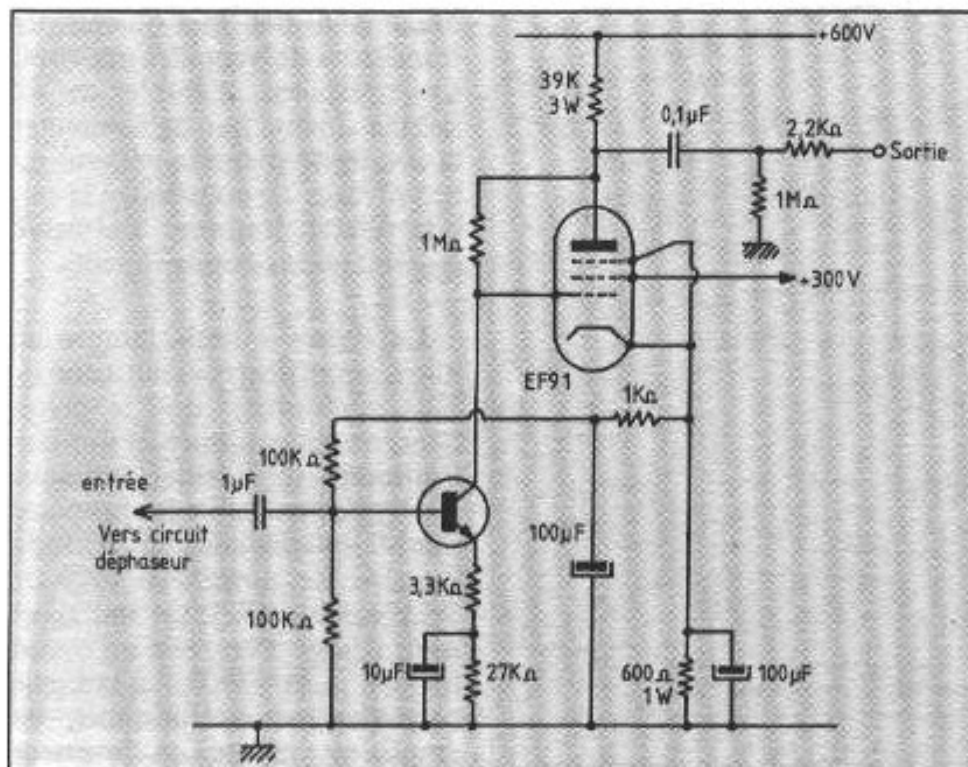 +600V
39K
3W
0,1µF
2,2KΩ
Sortie
1MΩ
1MΩ
+300V
EF91
1KΩ
100KΩ
entrée
1µF
Vers circuit
déphaseur
100µF
3,3KΩ
100KΩ
10µF
27KΩ
600Ω
1W
100µF